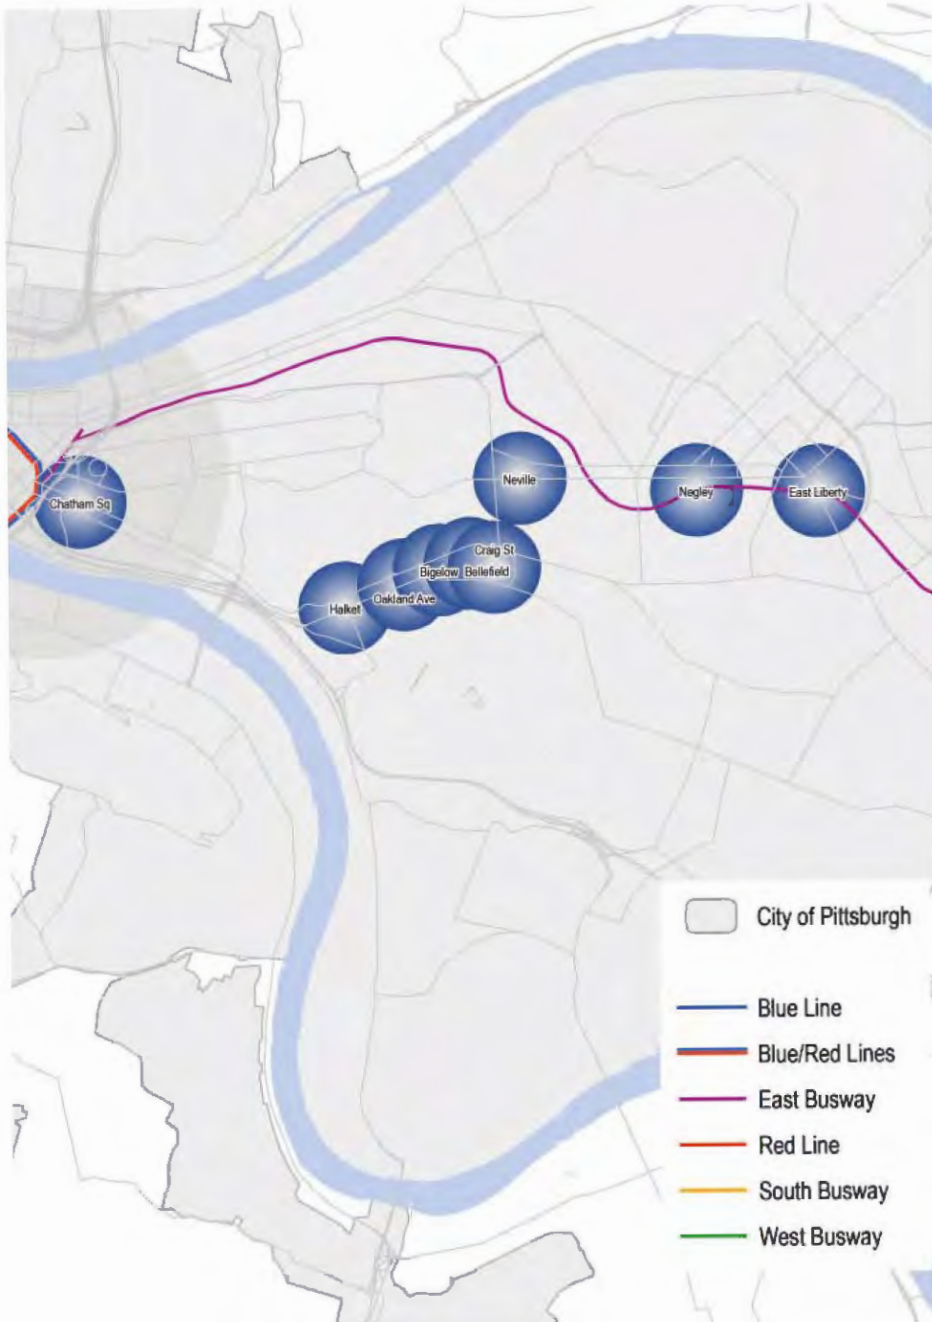 Neville
Negley
East Liberty
Chatham Sq
Craig St
Bigelow
Bellefield
Oakland Ave
Halket
City of Pittsburgh
Blue Line
Blue/Red Lines
East Busway
Red Line
South Busway
West Busway